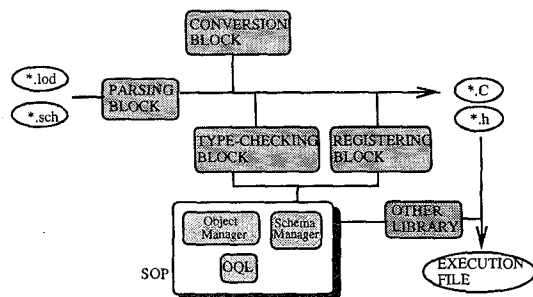 CONVERSION
BLOCK
*.lod
*.sch
PARSING
BLOCK
*.C
*.h
TYPE-CHECKING
BLOCK
REGISTERING
BLOCK
Object
Manager
Schema
Manager
OQL
SOP
OTHER
LIBRARY
EXECUTION
FILE